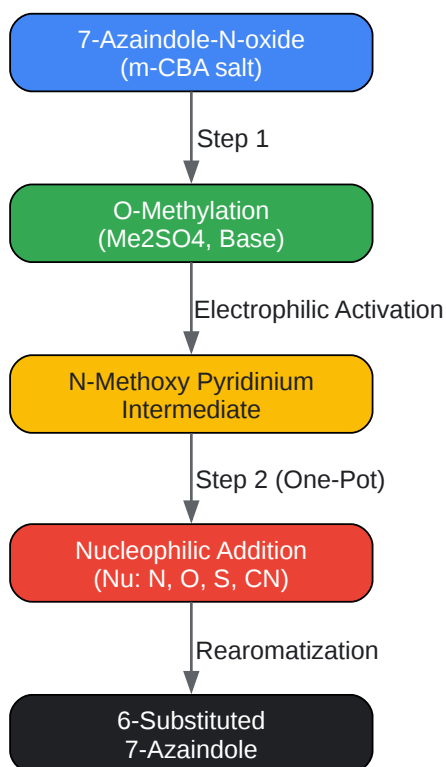 7-Azaindole-N-oxide
(m-CBA salt)
Step 1
O-Methylation
(Me2SO4, Base)
Electrophilic Activation
N-Methoxy Pyridinium
Intermediate
Step 2 (One-Pot)
Nucleophilic Addition
(Nu: N, O, S, CN)
Rearomatization
6-Substituted
7-Azaindole